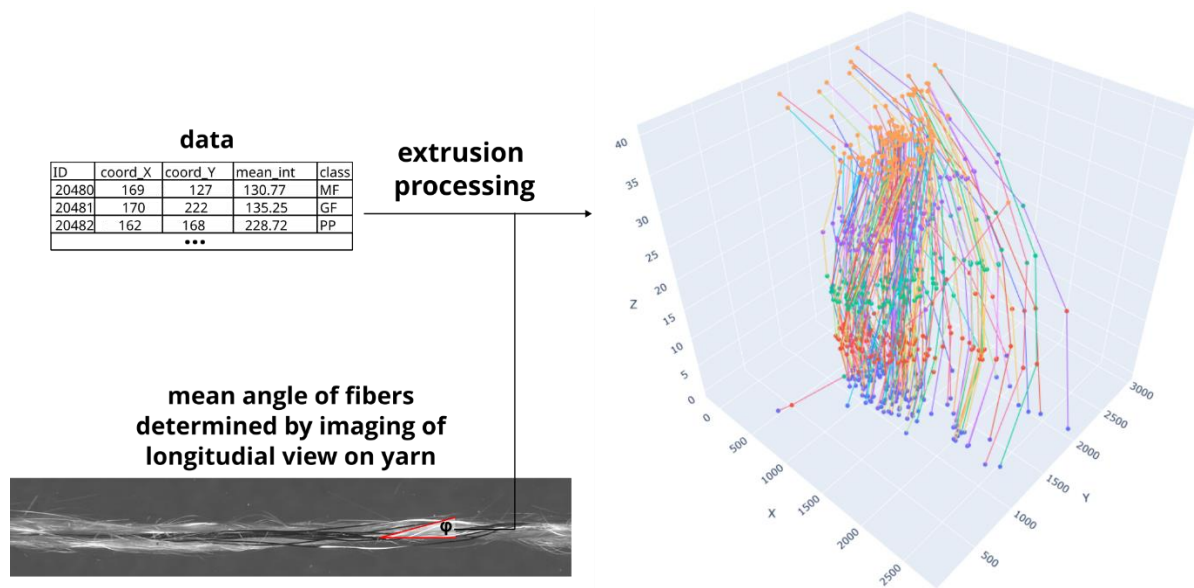 data
ID coord_X coord_Y mean_int class
20480 169 127 130.77 MF
20481 170 222 135.25 GF
20482 162 168 228.72 PP
•••
extrusion
processing
mean angle of fibers
determined by imaging of
longitudial view on yarn
φ
40
35
30
25
20
15
10
5
0
Z
0
500
1000
1500
2000
2500
X
3000
2500
2000
1500
1000
500
Y